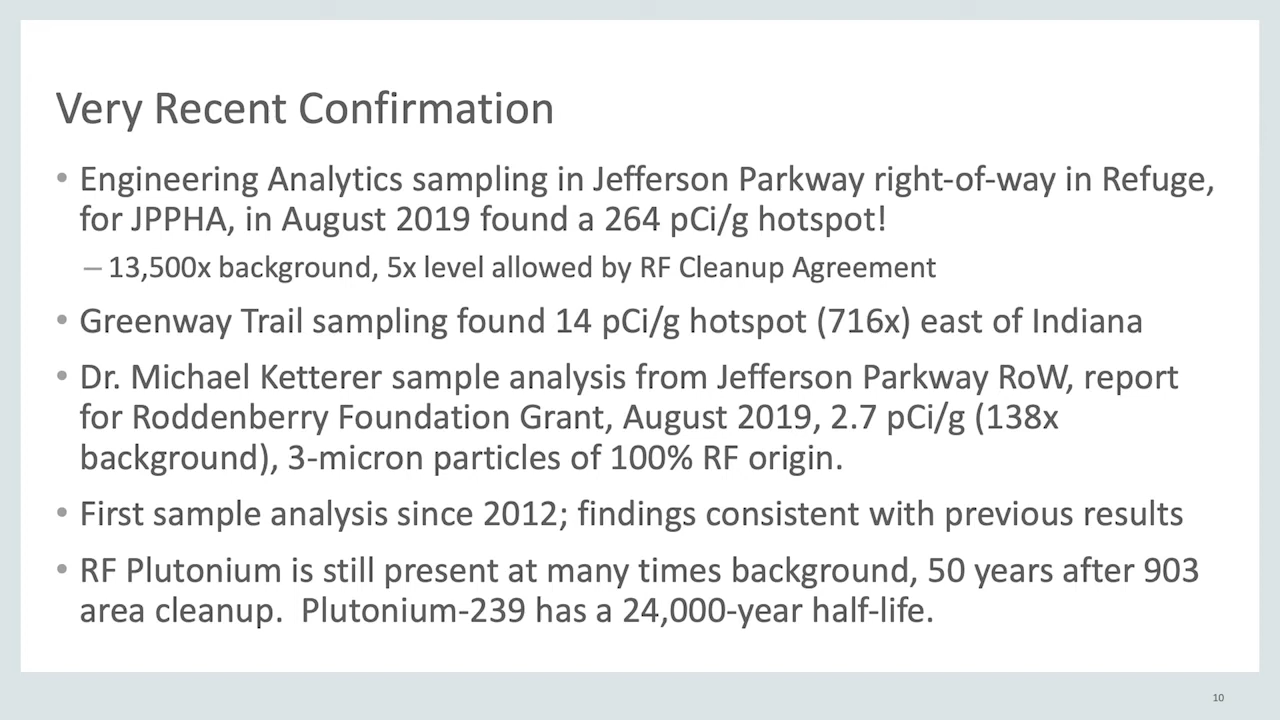 Very Recent Confirmation
• Engineering Analytics sampling in Jefferson Parkway right-of-way in Refuge,
for JPPHA, in August 2019 found a 264 pCi/g hotspot!
– 13,500x background, 5x level allowed by RF Cleanup Agreement
• Greenway Trail sampling found 14 pCi/g hotspot (716x) east of Indiana
• Dr. Michael Ketterer sample analysis from Jefferson Parkway RoW, report
for Roddenberry Foundation Grant, August 2019, 2.7 pCi/g (138x
background), 3-micron particles of 100% RF origin.
• First sample analysis since 2012; findings consistent with previous results
• RF Plutonium is still present at many times background, 50 years after 903
area cleanup.  Plutonium-239 has a 24,000-year half-life.
10